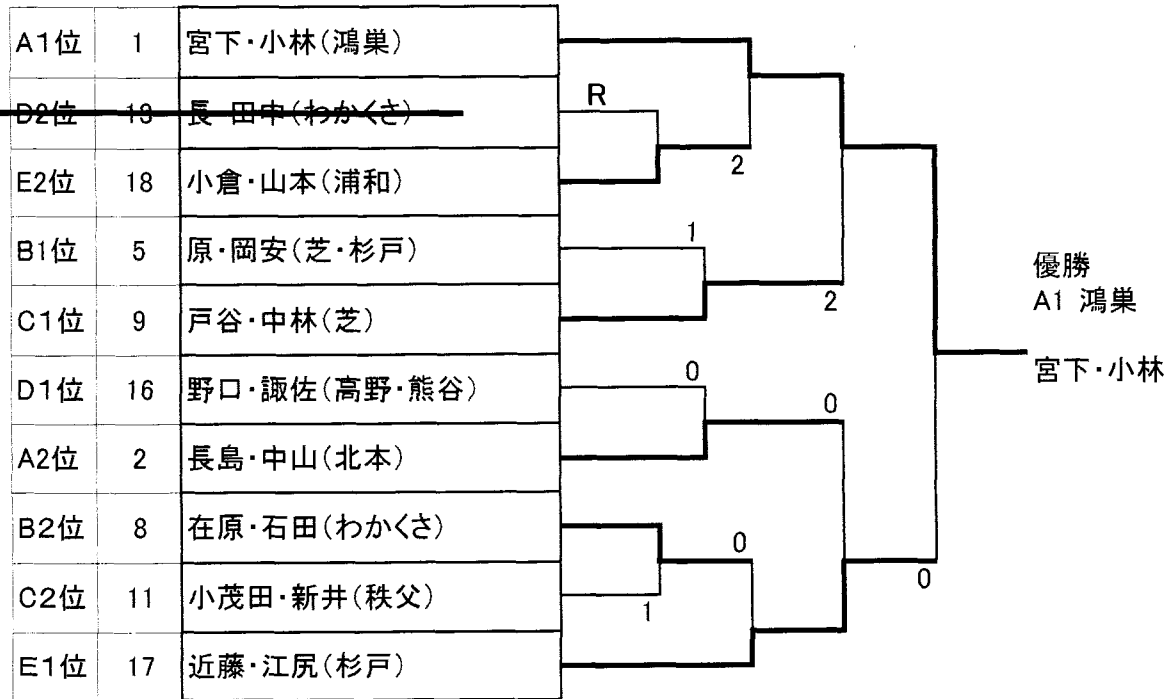 A1位 1 宮下・小林(鴻巣)
D2位 13 長 田中(わかくさ)
R
E2位 18 小倉・山本(浦和)
2
B1位 5 原・岡安(芝・杉戸)
1
C1位 9 戸谷・中林(芝)
2
優勝
A1 鴻巣
宮下・小林
D1位 16 野口・諏佐(高野・熊谷)
0
0
A2位 2 長島・中山(北本)
B2位 8 在原・石田(わかくさ)
0
0
C2位 11 小茂田・新井(秩父)
1
E1位 17 近藤・江尻(杉戸)